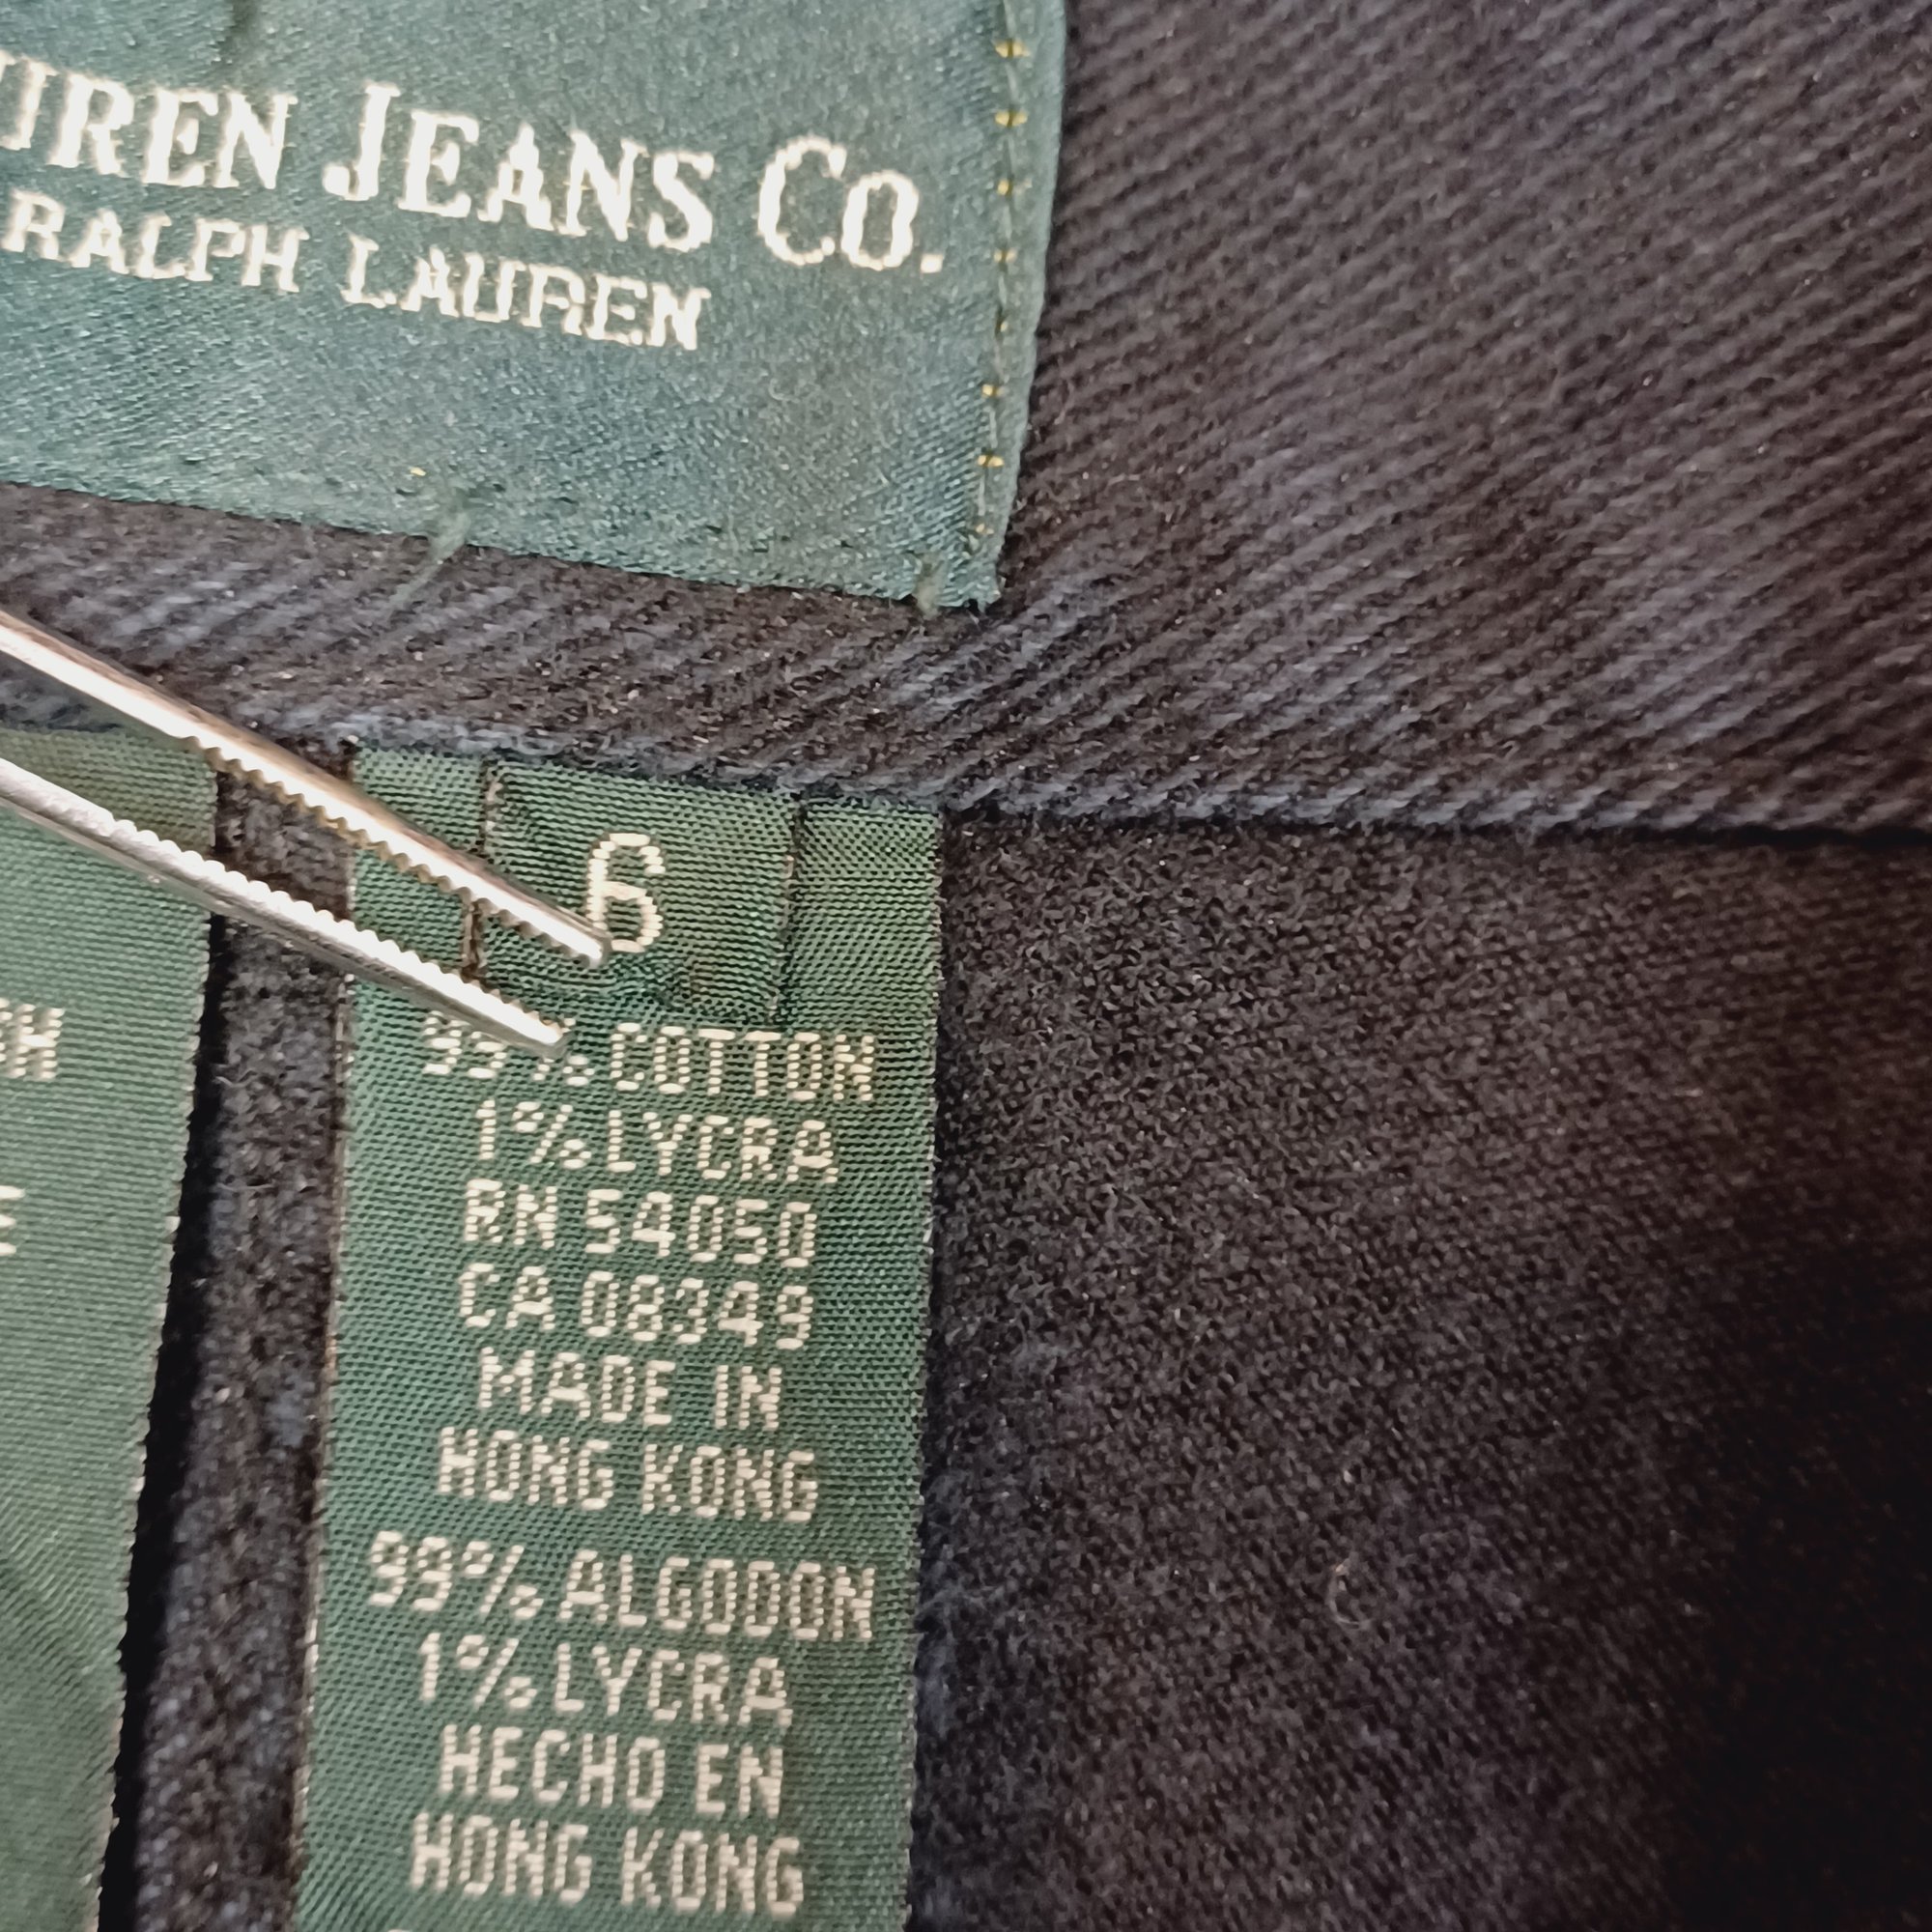 JEANS CO.
RALPH LAUREN
6
99% COTTON
1% LYCRA
RN 54050
CA 08349
MADE IN
HONG KONG
99% ALGODON
1% LYCRA
HECHO EN
HONG KONG